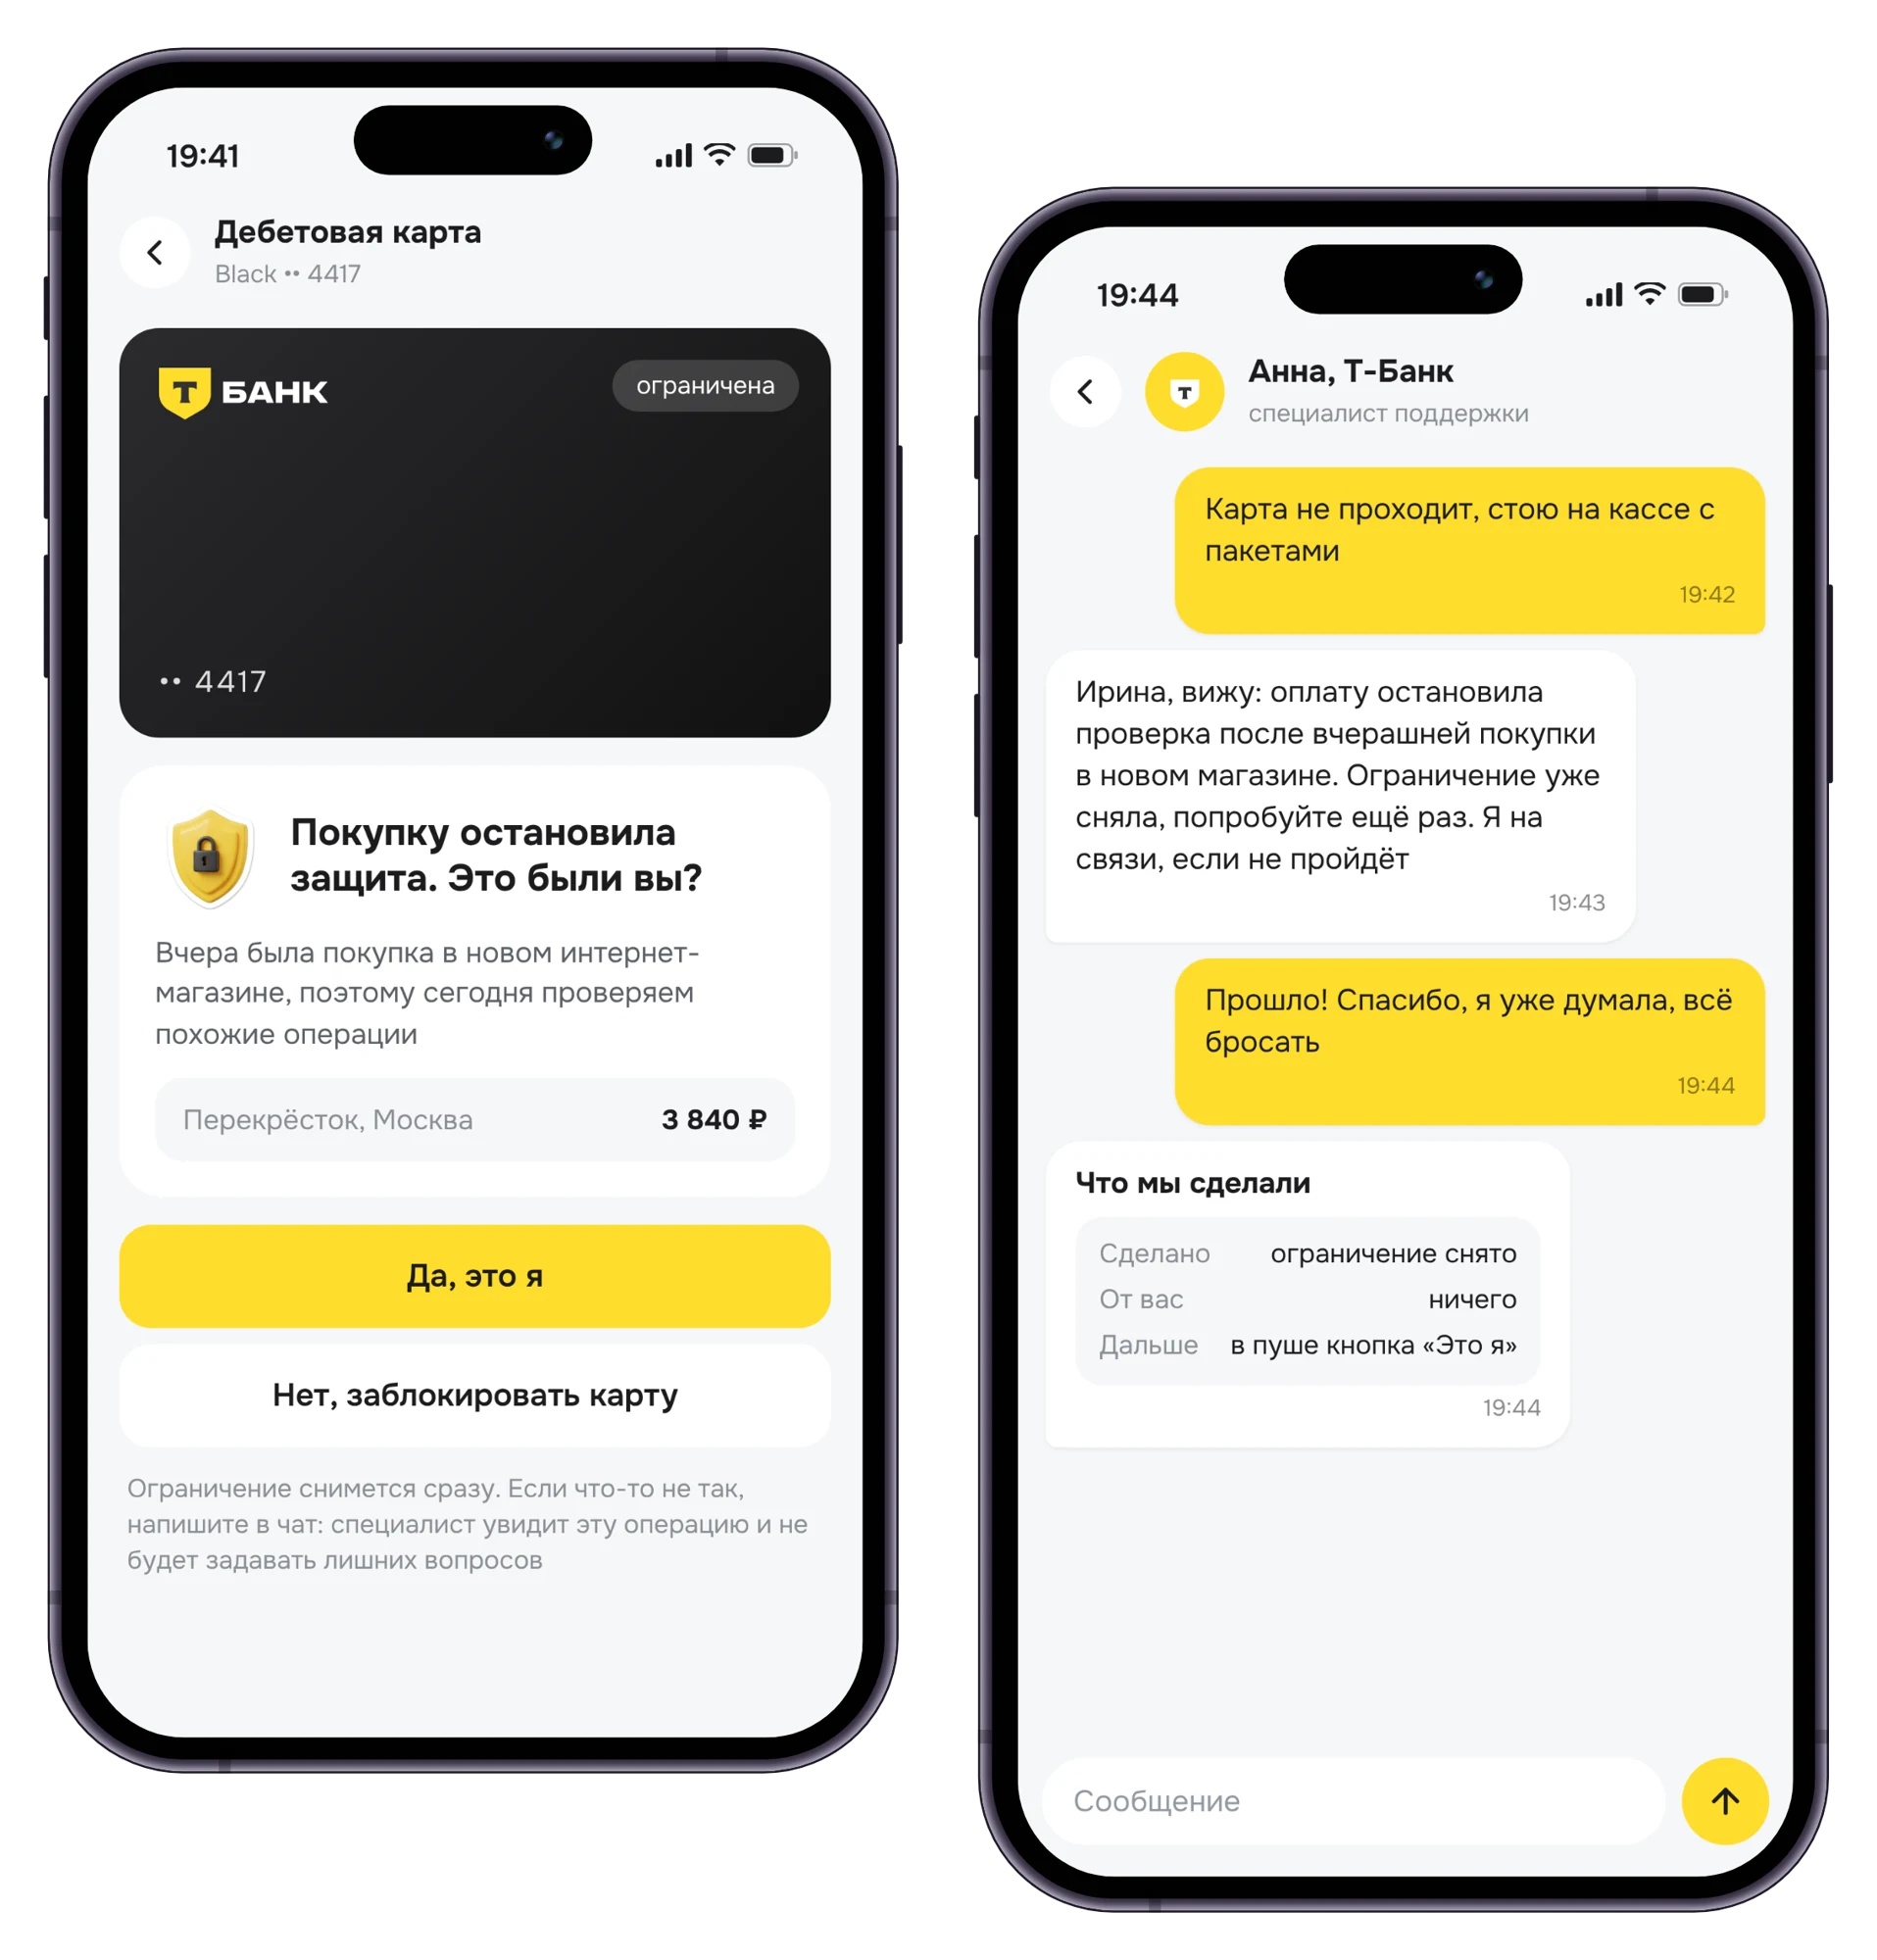 19:41
Дебетовая карта
Black •• 4417
Т БАНК
ограничена
•• 4417
Покупку остановила
защита. Это были вы?
Вчера была покупка в новом интернет-
магазине, поэтому сегодня проверяем
похожие операции
Перекрёсток, Москва 3 840 ₽
Да, это я
Нет, заблокировать карту
Ограничение снимется сразу. Если что-то не так,
напишите в чат: специалист увидит эту операцию и не
будет задавать лишних вопросов
19:44
Т
Анна, Т-Банк
специалист поддержки
Карта не проходит, стою на кассе с
пакетами
19:42
Ирина, вижу: оплату остановила
проверка после вчерашней покупки
в новом магазине. Ограничение уже
сняла, попробуйте ещё раз. Я на
связи, если не пройдёт
19:43
Прошло! Спасибо, я уже думала, всё
бросать
19:44
Что мы сделали
Сделано ограничение снято
От вас ничего
Дальше в пуше кнопка «Это я»
19:44
Сообщение